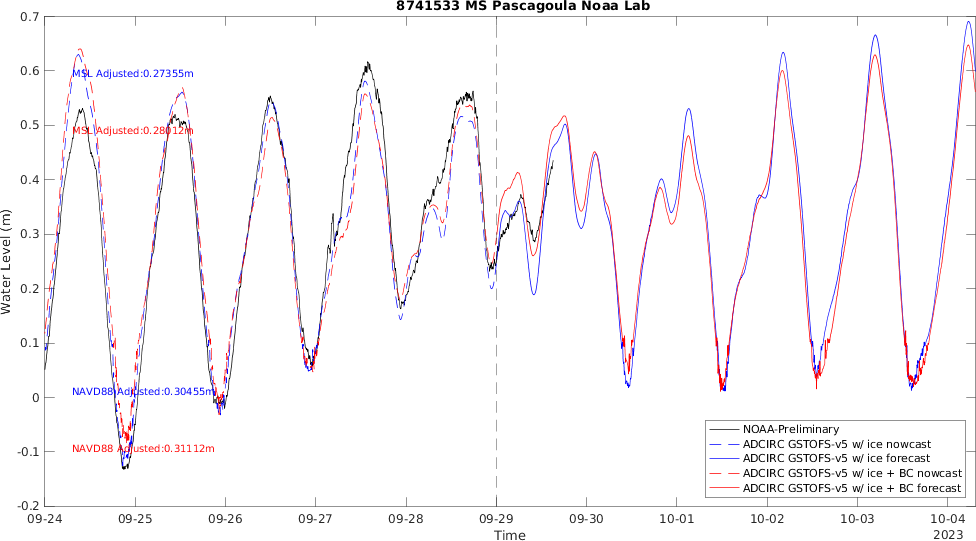 8741533 MS Pascagoula Noaa Lab
0.7
0.6
0.5
0.4
0.3
0.2
0.1
0
-0.1
-0.2
Water Level (m)
MSL Adjusted:0.27355m
MSL Adjusted:0.28012m
NAVD88 Adjusted:0.30455m
NAVD88 Adjusted:0.31112m
NOAA-Preliminary
ADCIRC GSTOFS-v5 w/ ice nowcast
ADCIRC GSTOFS-v5 w/ ice forecast
ADCIRC GSTOFS-v5 w/ ice + BC nowcast
ADCIRC GSTOFS-v5 w/ ice + BC forecast
09-24 09-25 09-26 09-27 09-28 09-29 09-30 10-01 10-02 10-03 10-04
2023
Time